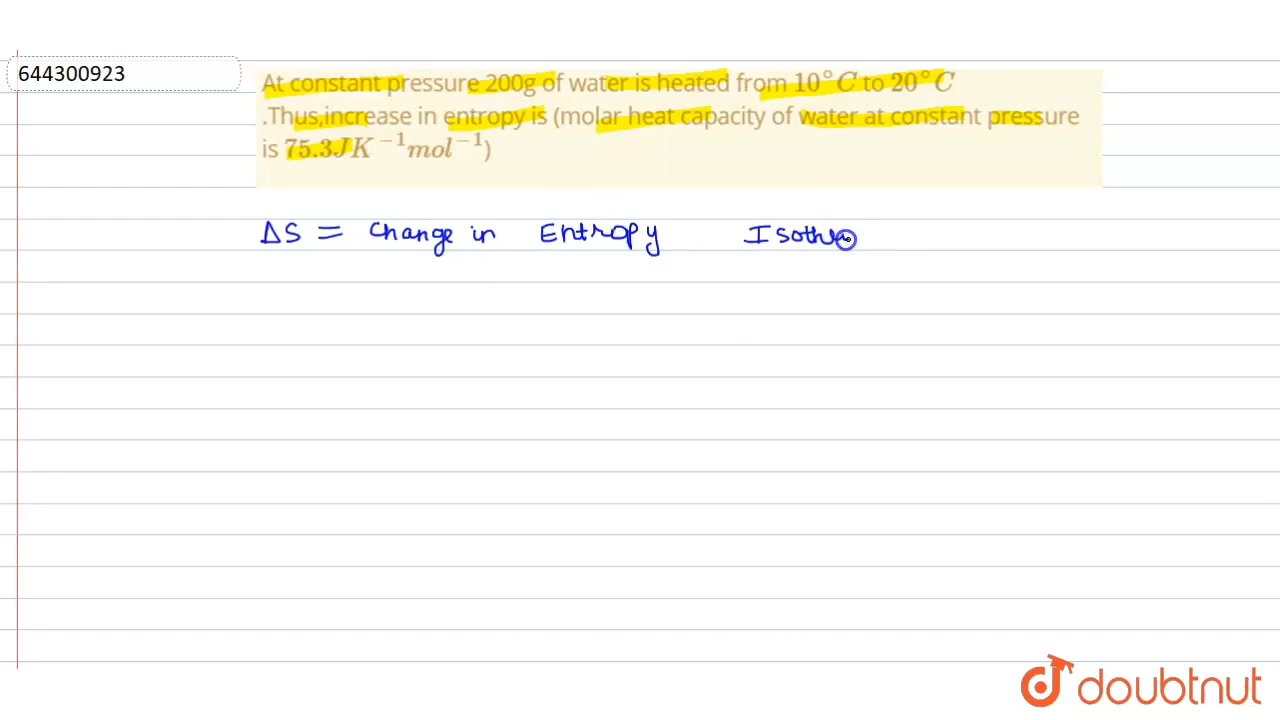 644300923
At constant pressure 200g of water is heated from 10°C to 20°C
.Thus,increase in entropy is (molar heat capacity of water at constant pressure
is 75.3JK⁻¹mol⁻¹)
ΔS = Change in Entropy
doubtnut